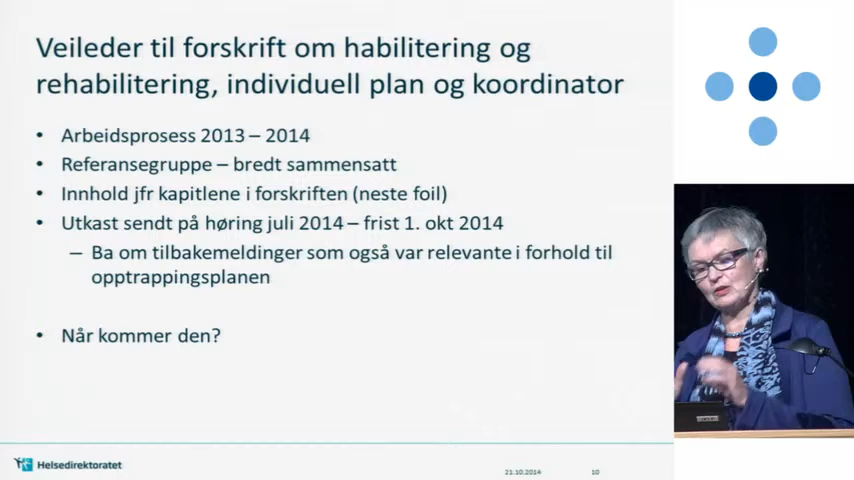 Veileder til forskrift om habilitering og
rehabilitering, individuell plan og koordinator
• Arbeidsprosess 2013 – 2014
• Referansegruppe – bredt sammensatt
• Innhold jfr kapitlene i forskriften (neste foil)
• Utkast sendt på høring juli 2014 – frist 1. okt 2014
– Ba om tilbakemeldinger som også var relevante i forhold til
opptrappingsplanen
• Når kommer den?
Helsedirektoratet
21.10.2014
10